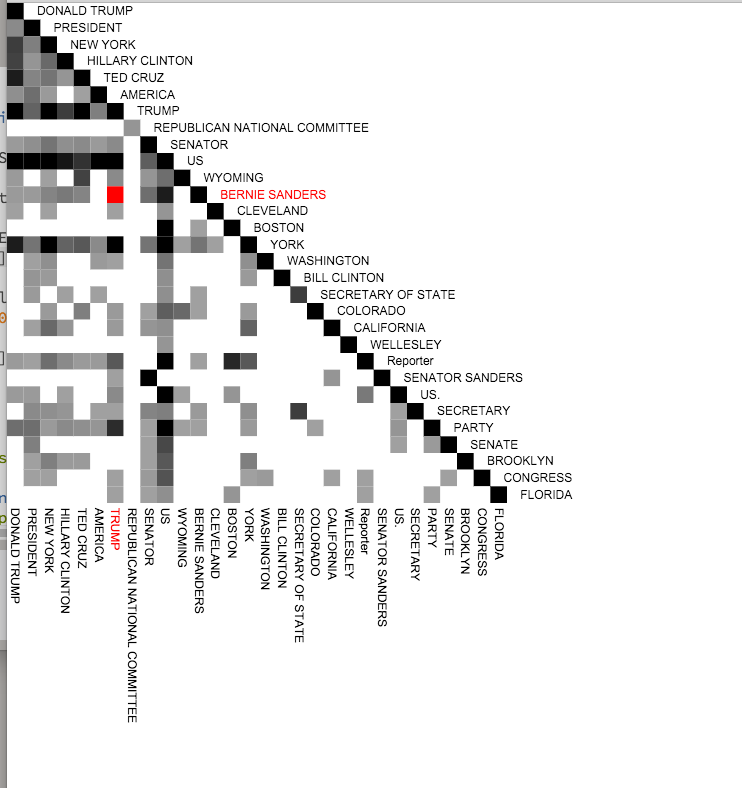 DONALD TRUMP
PRESIDENT
NEW YORK
HILLARY CLINTON
TED CRUZ
AMERICA
TRUMP
REPUBLICAN NATIONAL COMMITTEE
SENATOR
US
WYOMING
BERNIE SANDERS
CLEVELAND
BOSTON
YORK
WASHINGTON
BILL CLINTON
SECRETARY OF STATE
COLORADO
CALIFORNIA
WELLESLEY
Reporter
SENATOR SANDERS
US.
SECRETARY
PARTY
SENATE
BROOKLYN
CONGRESS
FLORIDA
DONALD TRUMP
PRESIDENT
NEW YORK
HILLARY CLINTON
TED CRUZ
AMERICA
TRUMP
REPUBLICAN NATIONAL COMMITTEE
SENATOR
US
WYOMING
BERNIE SANDERS
CLEVELAND
BOSTON
YORK
WASHINGTON
BILL CLINTON
SECRETARY OF STATE
COLORADO
CALIFORNIA
WELLESLEY
Reporter
SENATOR SANDERS
US.
SECRETARY
PARTY
SENATE
BROOKLYN
CONGRESS
FLORIDA